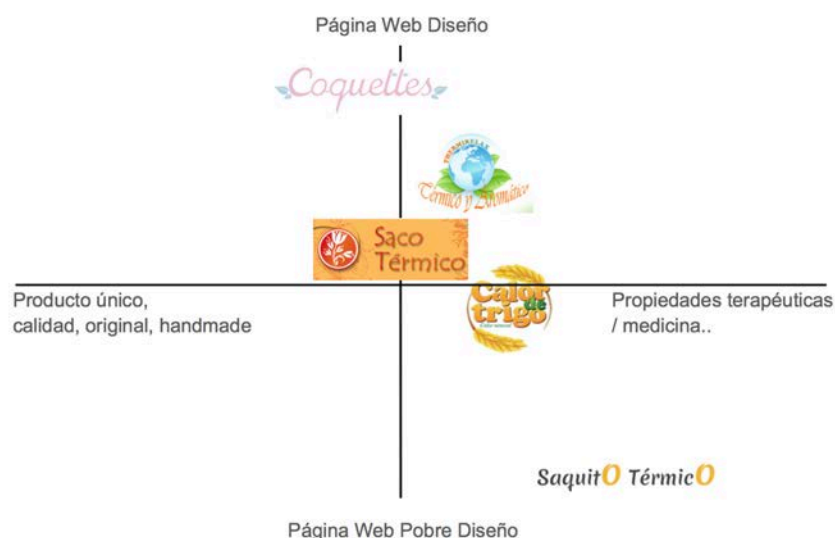 Página Web Diseño
Coquettes
THERMORELAX
Térmico y Aromático
Saco
Térmico
Producto único,
calidad, original, handmade
Calor
de
trigo
Propiedades terapéuticas
/ medicina..
SaquitO TérmicO
Página Web Pobre Diseño